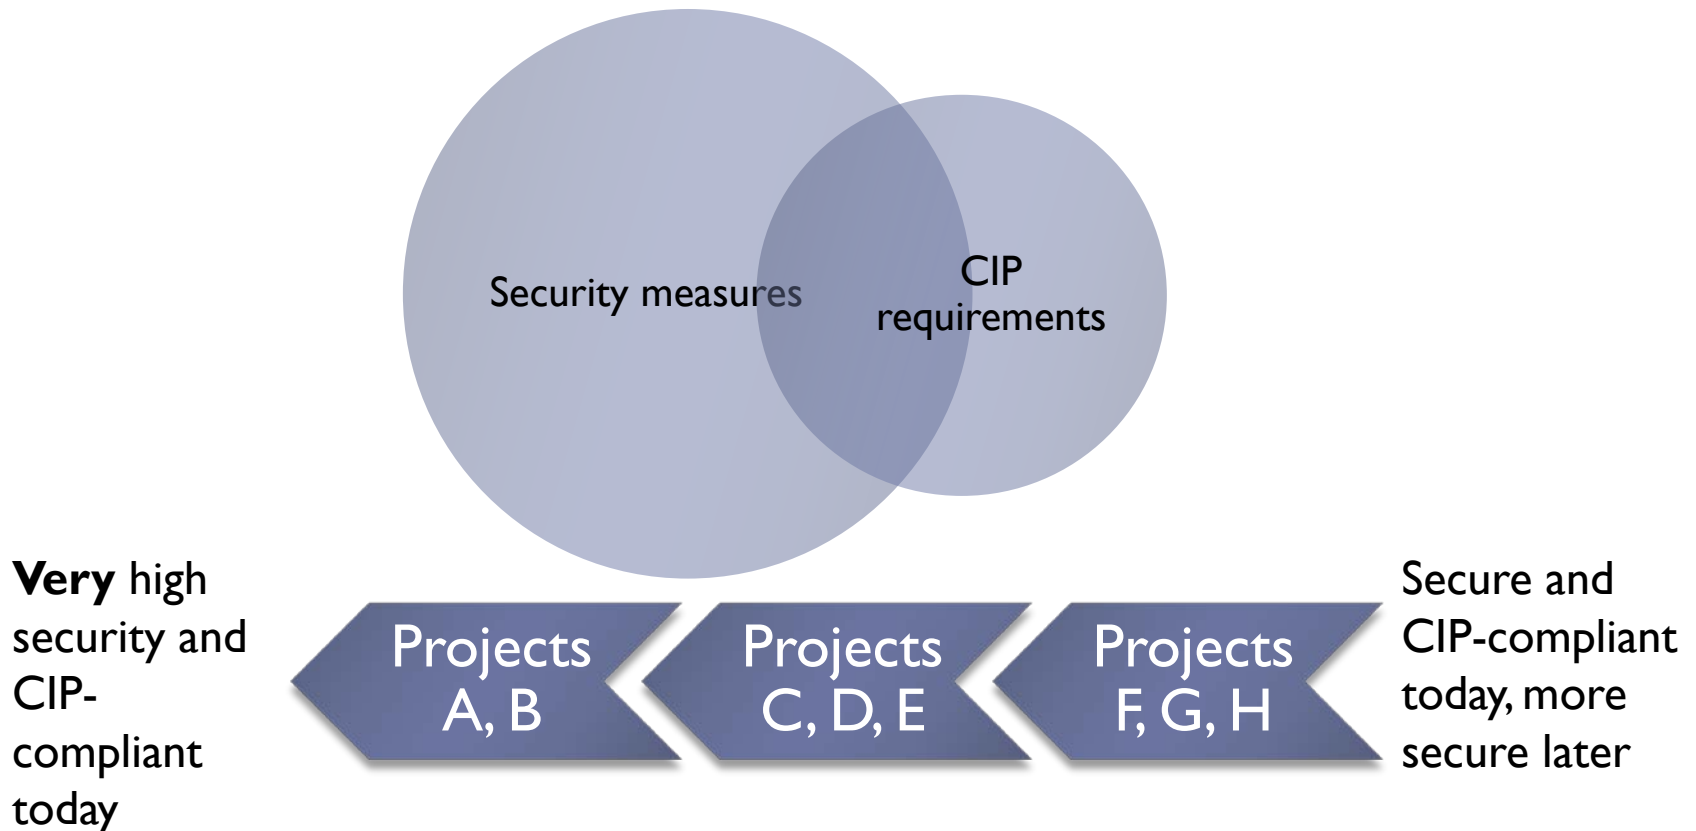 Security measures
CIP
requirements
Very high
security and
CIP-
compliant
today
Projects
A, B
Projects
C, D, E
Projects
F, G, H
Secure and
CIP-compliant
today, more
secure later